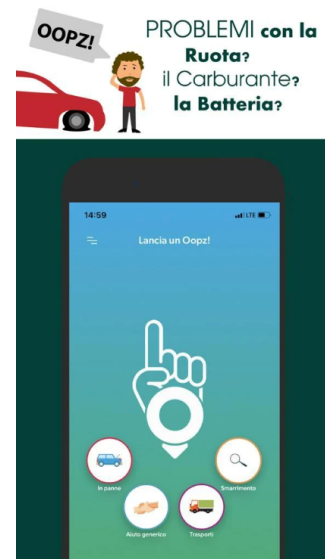 OOPZ!
PROBLEMI con la
Ruota?
il Carburante?
la Batteria?
14:59
LTE
Lancia un Oopz!
In panne
Smarrimento
Aiuto generico
Trasporti